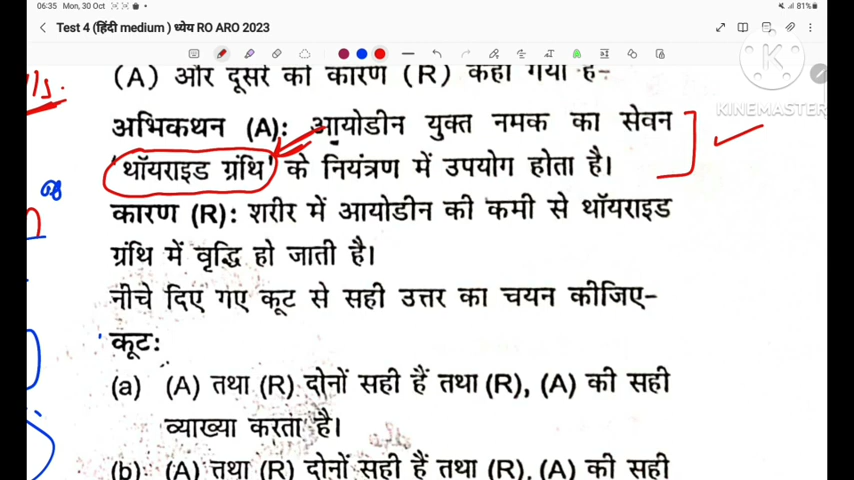 06:35 Mon, 30 Oct
81%
Test 4 (हिंदी medium ) ध्येय RO ARO 2023
KINEMASTER
(A) और दूसरे को कारण (R) कहा गया है-
अभिकथन (A): आयोडीन युक्त नमक का सेवन
'थॉयराइड ग्रंथि' के नियंत्रण में उपयोग होता है।
कारण (R): शरीर में आयोडीन की कमी से थॉयराइड
ग्रंथि में वृद्धि हो जाती है।
नीचे दिए गए कूट से सही उत्तर का चयन कीजिए-
कूट:
(a) (A) तथा (R) दोनों सही हैं तथा (R), (A) की सही
व्याख्या करता है।
(b) (A) तथा (R) दोनों सही हैं तथा (R), (A) की सही